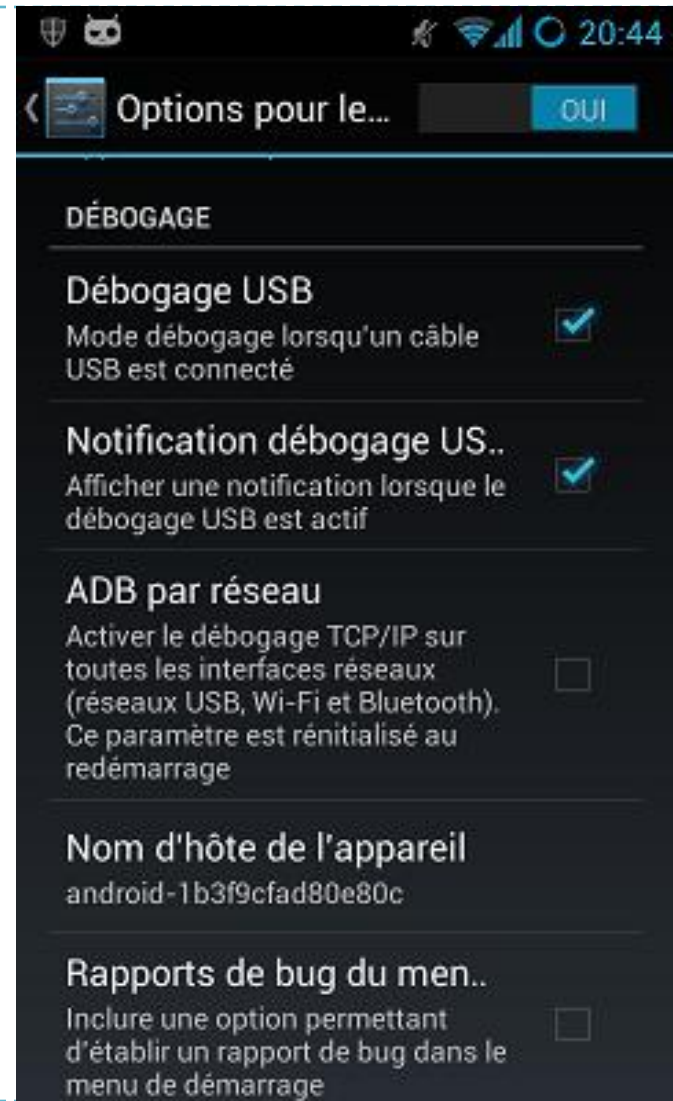 20:44
Options pour le...
OUI
DÉBOGAGE
Débogage USB
Mode débogage lorsqu'un câble
USB est connecté
Notification débogage US..
Afficher une notification lorsque le
débogage USB est actif
ADB par réseau
Activer le débogage TCP/IP sur
toutes les interfaces réseaux
(réseaux USB, Wi-Fi et Bluetooth).
Ce paramètre est rénitialisé au
redémarrage
Nom d'hôte de l'appareil
android-1b3f9cfad80e80c
Rapports de bug du men..
Inclure une option permettant
d'établir un rapport de bug dans le
menu de démarrage